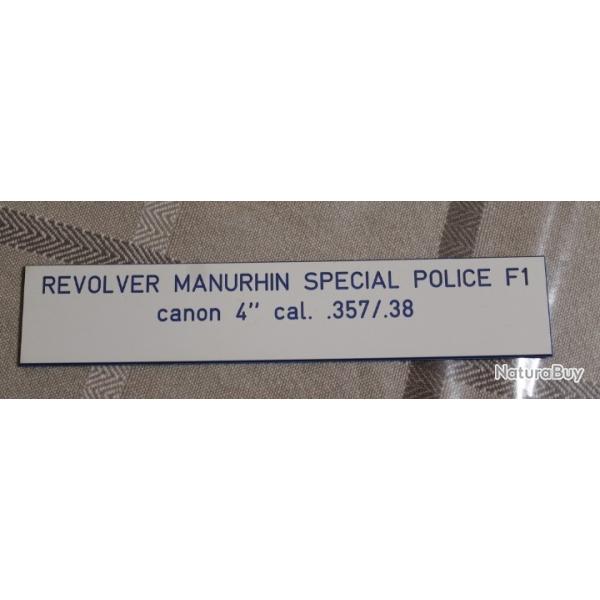 REVOLVER MANURHIN SPECIAL POLICE F1
canon 4" cal. .357/.38
NaturaBuy